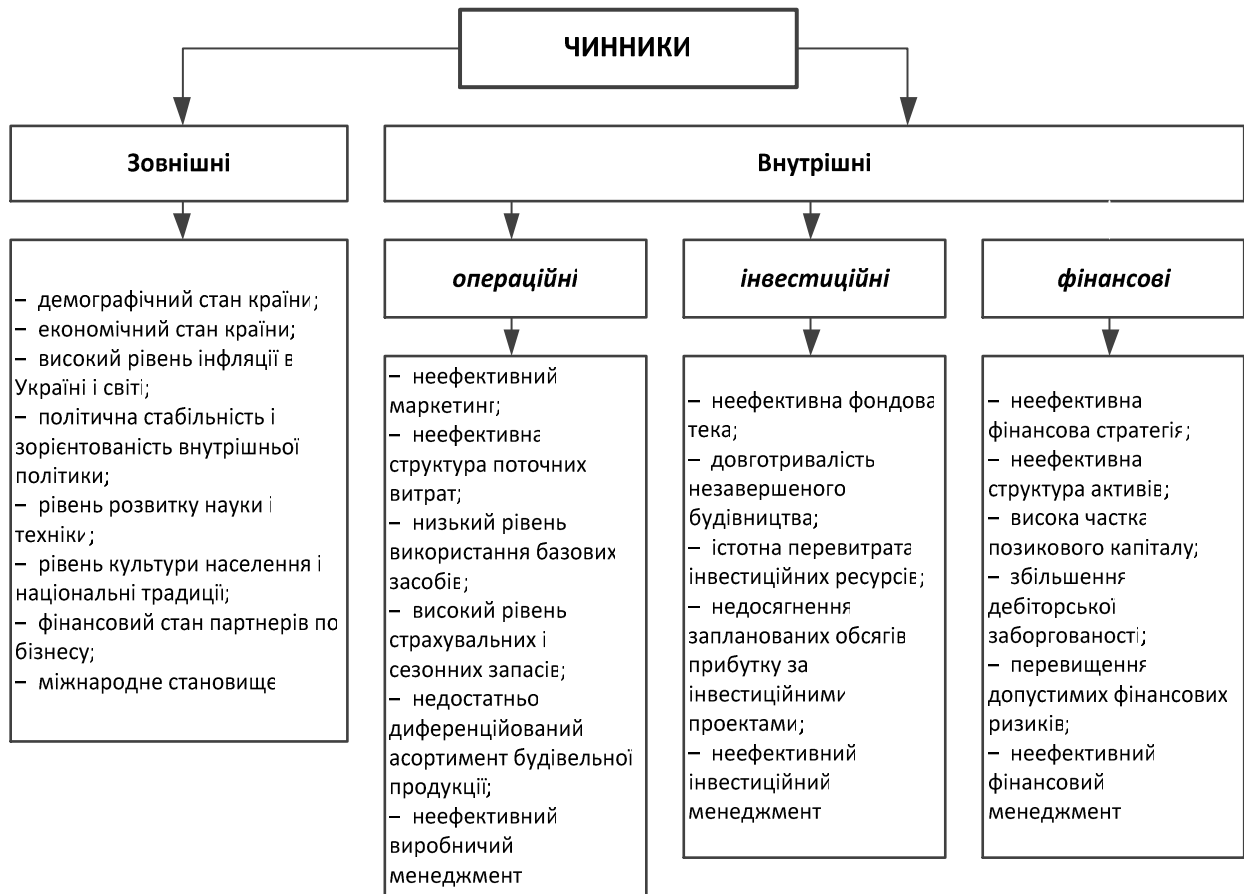 ЧИННИКИ
Зовнішні
Внутрішні
– демографічний стан країни;
– економічний стан країни;
– високий рівень інфляції в
Україні і світі;
– політична стабільність і
зорієнтованість внутрішньої
політики;
– рівень розвитку науки і
техніки;
– рівень культури населення і
національні традиції;
– фінансовий стан партнерів по
бізнесу;
– міжнародне становище
операційні
– неефективний
маркетинг;
– неефективна
структура поточних
витрат;
– низький рівень
використання базових
засобів;
– високий рівень
страхувальних і
сезонних запасів;
– недостатньо
диференційований
асортимент будівельної
продукції;
– неефективний
виробничий
менеджмент
інвестиційні
– неефективна фондова
тека;
– довготривалість
незавершеного
будівництва;
– істотна перевитрата
інвестиційних ресурсів;
– недосягнення
запланованих обсягів
прибутку за
інвестиційними
проектами;
– неефективний
інвестиційний
менеджмент
фінансові
– неефективна
фінансова стратегія;
– неефективна
структура активів;
– висока частка
позикового капіталу;
– збільшення
дебіторської
заборгованості;
– перевищення
допустимих фінансових
ризиків;
– неефективний
фінансовий
менеджмент